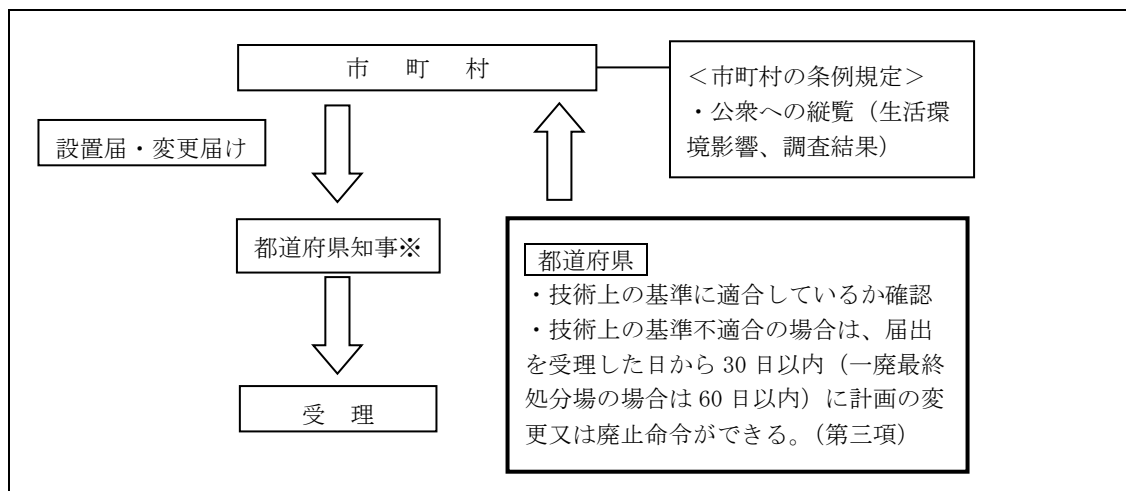 市 町 村
<市町村の条例規定>
・公衆への縦覧（生活環
境影響、調査結果）
設置届・変更届け
都道府県知事※
受 理
都道府県
・技術上の基準に適合しているか確認
・技術上の基準不適合の場合は、届出
を受理した日から 30 日以内（一廃最終
処分場の場合は 60 日以内）に計画の変
更又は廃止命令ができる。（第三項）